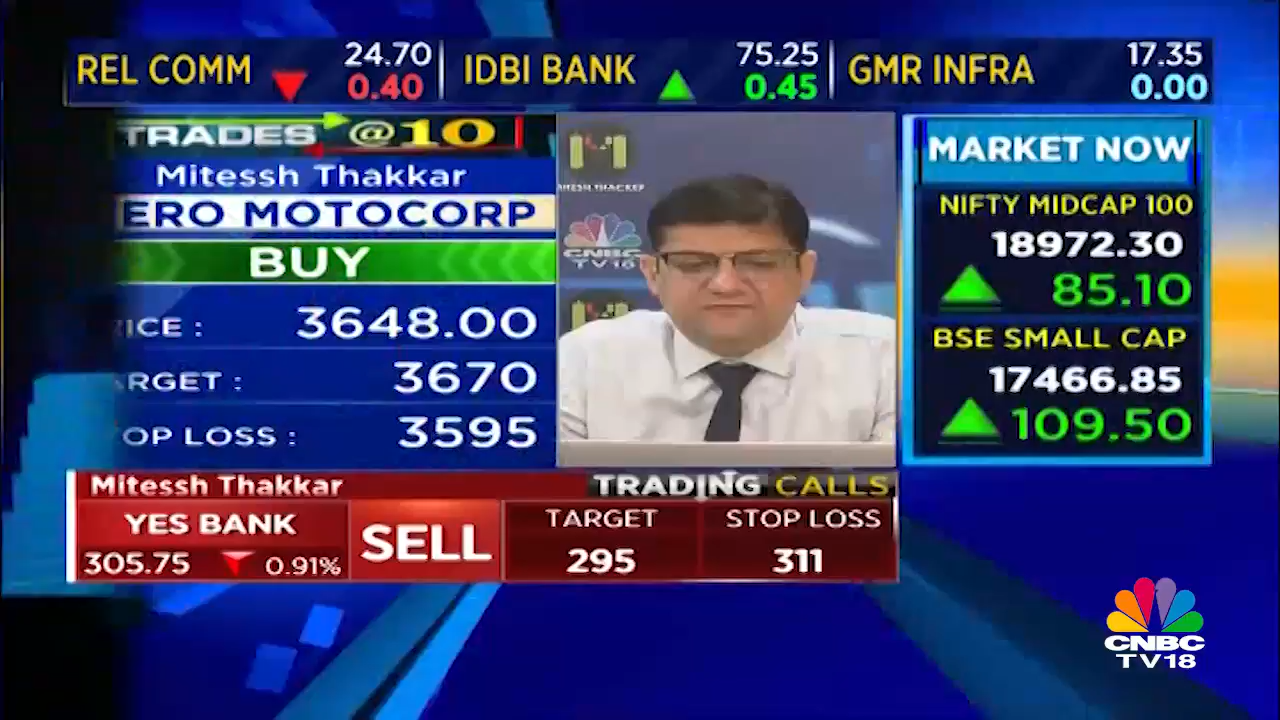 REL COMM 24.70 0.40 IDBI BANK 75.25 0.45 GMR INFRA 17.35 0.00
TRADES @10
Mitessh Thakkar
ERO MOTOCORP
BUY
ICE : 3648.00
RGET : 3670
OP LOSS : 3595
CNBC
TV18
MARKET NOW
NIFTY MIDCAP 100
18972.30
85.10
BSE SMALL CAP
17466.85
109.50
Mitessh Thakkar TRADING CALLS
YES BANK
305.75 0.91%
SELL
TARGET
295
STOP LOSS
311
CNBC
TV18